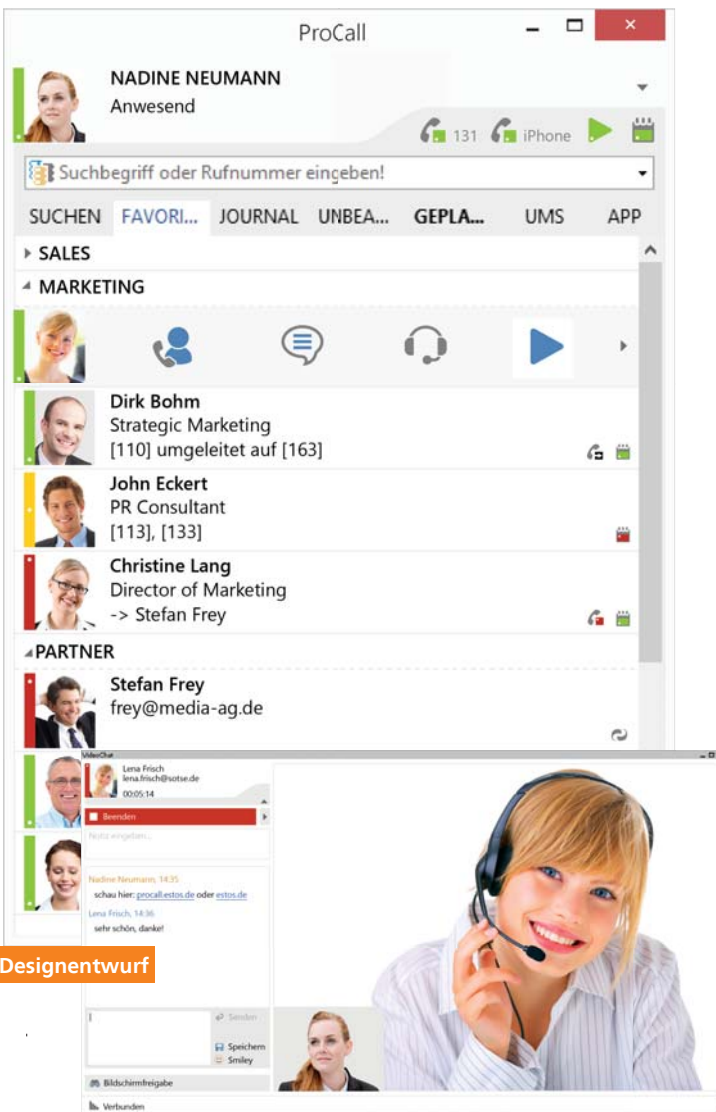 ProCall
NADINE NEUMANN
Anwesend
131 iPhone
Suchbegriff oder Rufnummer eingeben!
SUCHEN FAVORI... JOURNAL UNBEA... GEPLA... UMS APP
SALES
MARKETING
Dirk Bohm
Strategic Marketing
[110] umgeleitet auf [163]
John Eckert
PR Consultant
[113], [133]
Christine Lang
Director of Marketing
-> Stefan Frey
PARTNER
Stefan Frey
frey@media-ag.de
VideoChat
Lena Frisch
lena.frisch@sotse.de
00:05:14
Beenden
Notiz eingeben...
Nadine Neumann, 14:35
schau hier: procall.estos.de oder estos.de
Lena Frisch, 14:36
sehr schön, danke!
Designentwurf
Senden
Speichern
Smiley
Bildschirmfreigabe
Verbunden